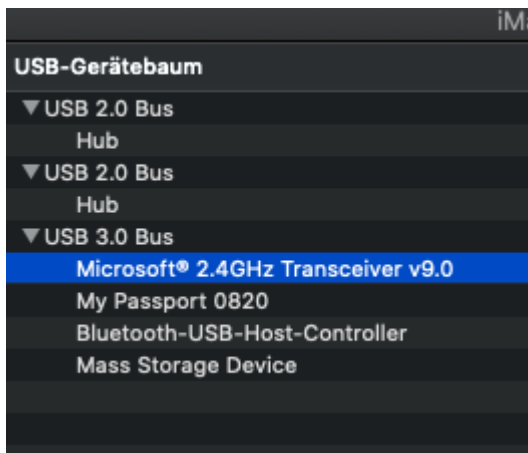 iMa
USB-Gerätebaum
USB 2.0 Bus
Hub
USB 2.0 Bus
Hub
USB 3.0 Bus
Microsoft® 2.4GHz Transceiver v9.0
My Passport 0820
Bluetooth-USB-Host-Controller
Mass Storage Device